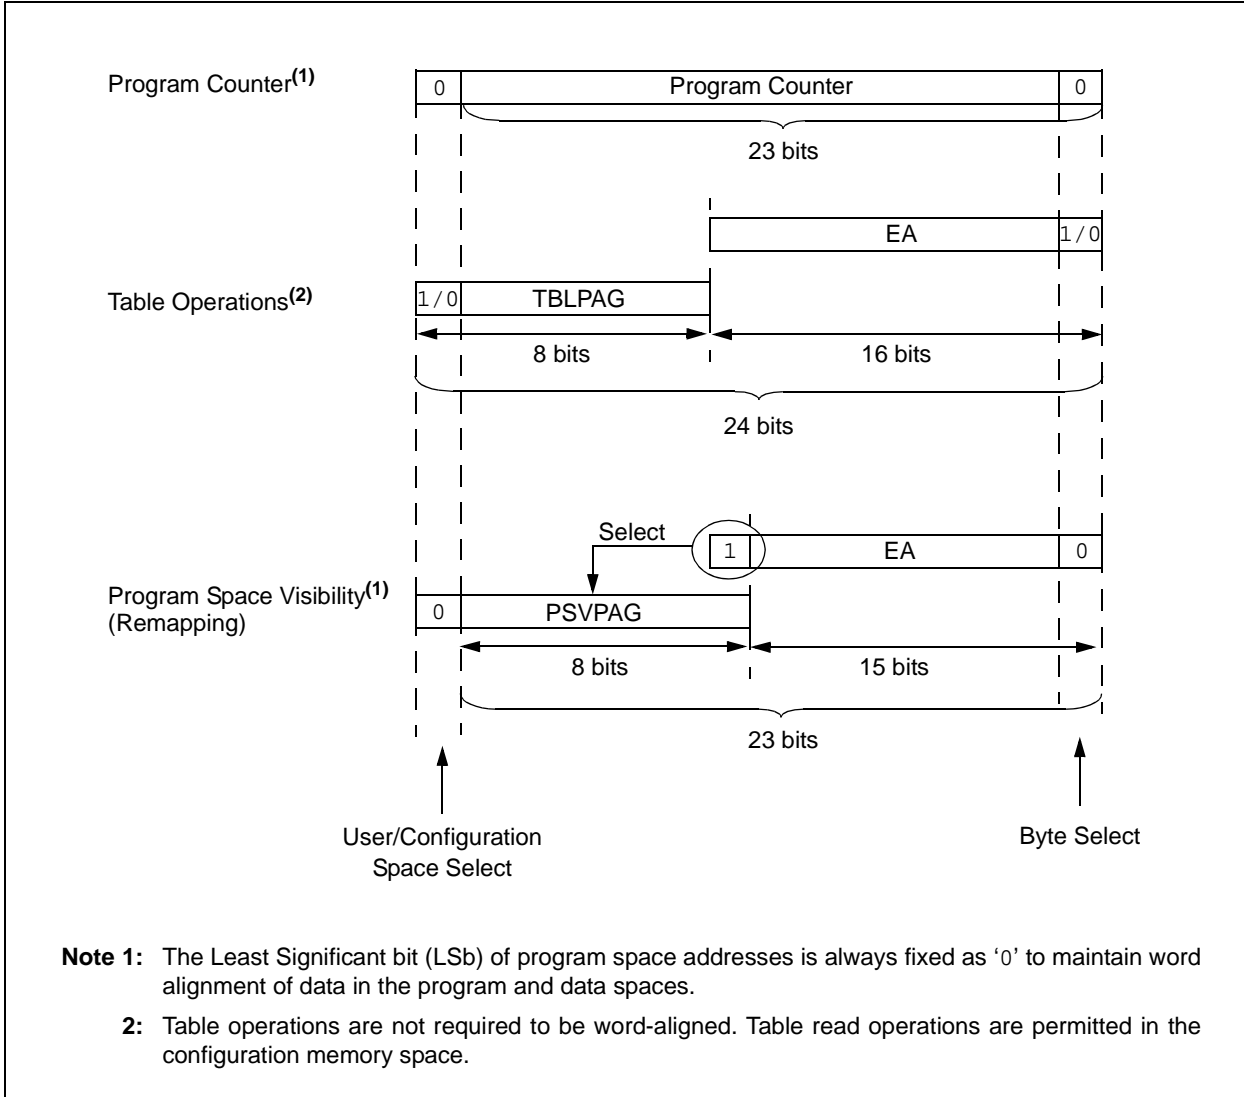 Program Counter(1)
0 Program Counter 0
23 bits
EA 1/0
Table Operations(2)
1/0 TBLPAG
8 bits 16 bits
24 bits
Select
1 EA 0
Program Space Visibility(1)
(Remapping)
0 PSVPAG
8 bits 15 bits
23 bits
User/Configuration
Space Select
Byte Select
Note 1: The Least Significant bit (LSb) of program space addresses is always fixed as ‘0’ to maintain word
alignment of data in the program and data spaces.
2: Table operations are not required to be word-aligned. Table read operations are permitted in the
configuration memory space.